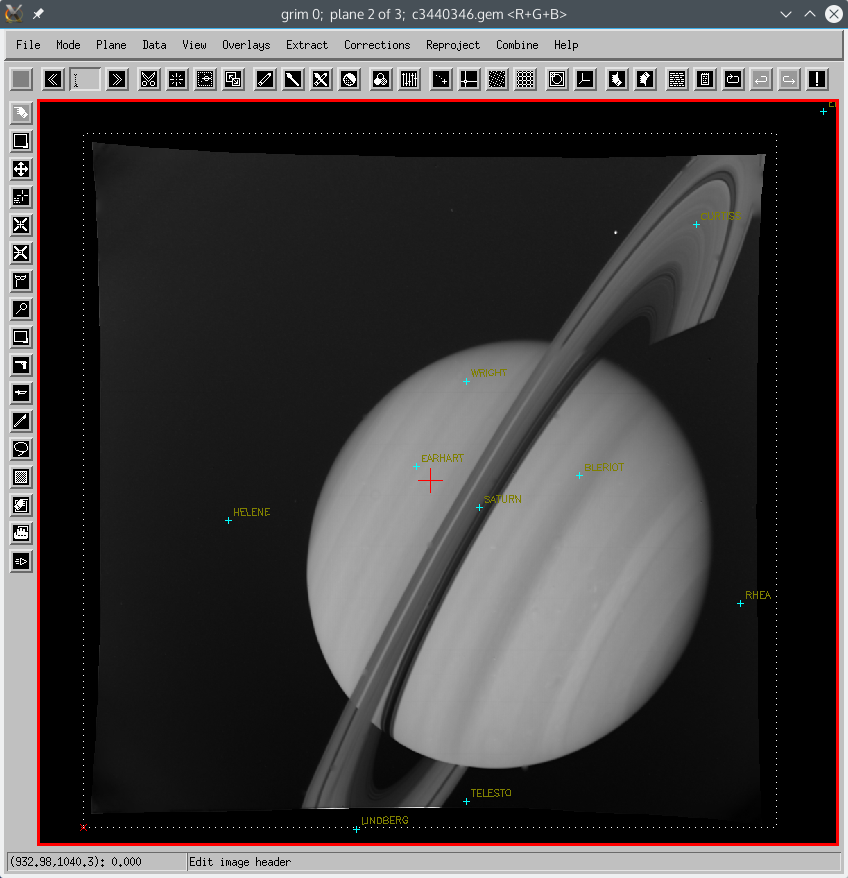 grim 0; plane 2 of 3; c3440346.gem <R+G+B>
File Mode Plane Data View Overlays Extract Corrections Reproject Combine Help
CURTISS
WRIGHT
EARHART
BLERIOT
SATURN
HELENE
RHEA
TELESTO
LINDBERG
(932.98,1040.3): 0.000 Edit image header